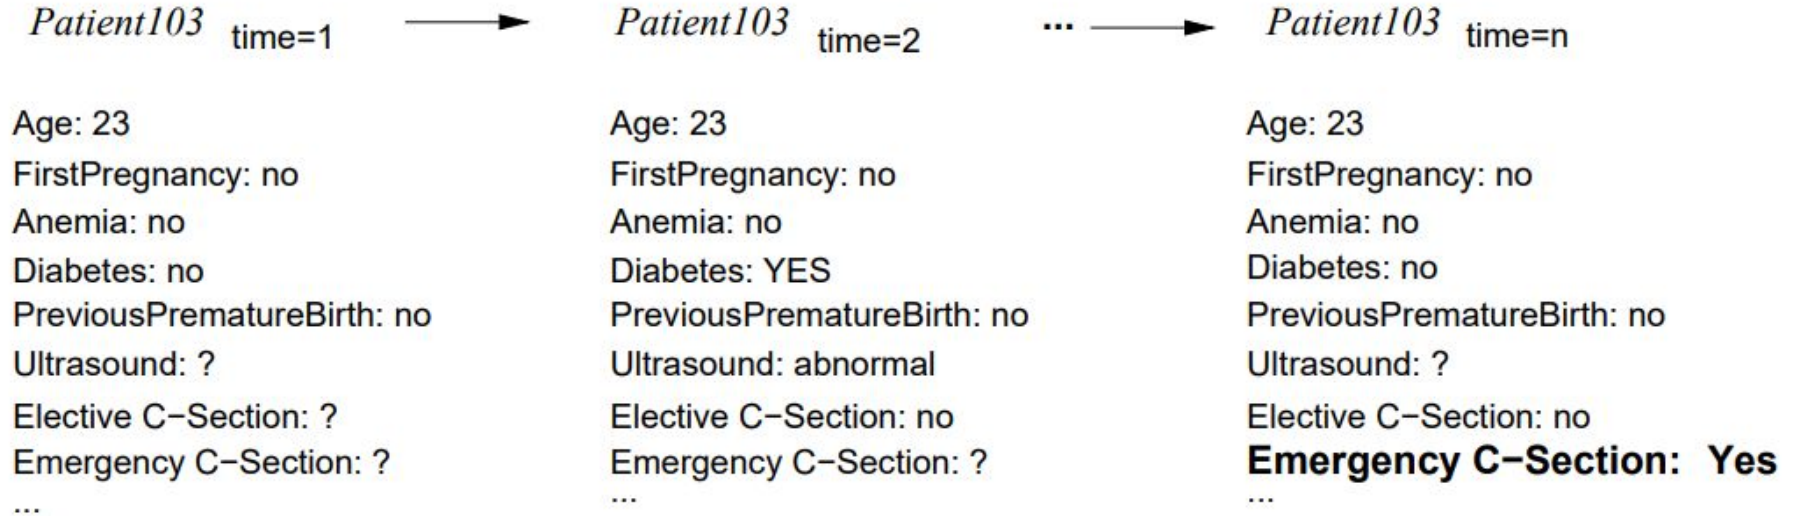 Patient103 time=1 Patient103 time=2 ... Patient103 time=n
Age: 23
FirstPregnancy: no
Anemia: no
Diabetes: no
PreviousPrematureBirth: no
Ultrasound: ?
Elective C−Section: ?
Emergency C−Section: ?
...
Age: 23
FirstPregnancy: no
Anemia: no
Diabetes: YES
PreviousPrematureBirth: no
Ultrasound: abnormal
Elective C−Section: no
Emergency C−Section: ?
...
Age: 23
FirstPregnancy: no
Anemia: no
Diabetes: no
PreviousPrematureBirth: no
Ultrasound: ?
Elective C−Section: no
Emergency C−Section: Yes
...